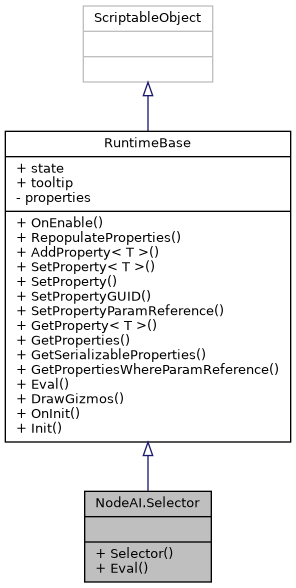 ScriptableObject
RuntimeBase
+ state
+ tooltip
- properties
+ OnEnable()
+ RepopulateProperties()
+ AddProperty< T >()
+ SetProperty< T >()
+ SetProperty()
+ SetPropertyGUID()
+ SetPropertyParamReference()
+ GetProperty< T >()
+ GetProperties()
+ GetSerializableProperties()
+ GetPropertiesWhereParamReference()
+ Eval()
+ DrawGizmos()
+ OnInit()
+ Init()
NodeAI.Selector
+ Selector()
+ Eval()